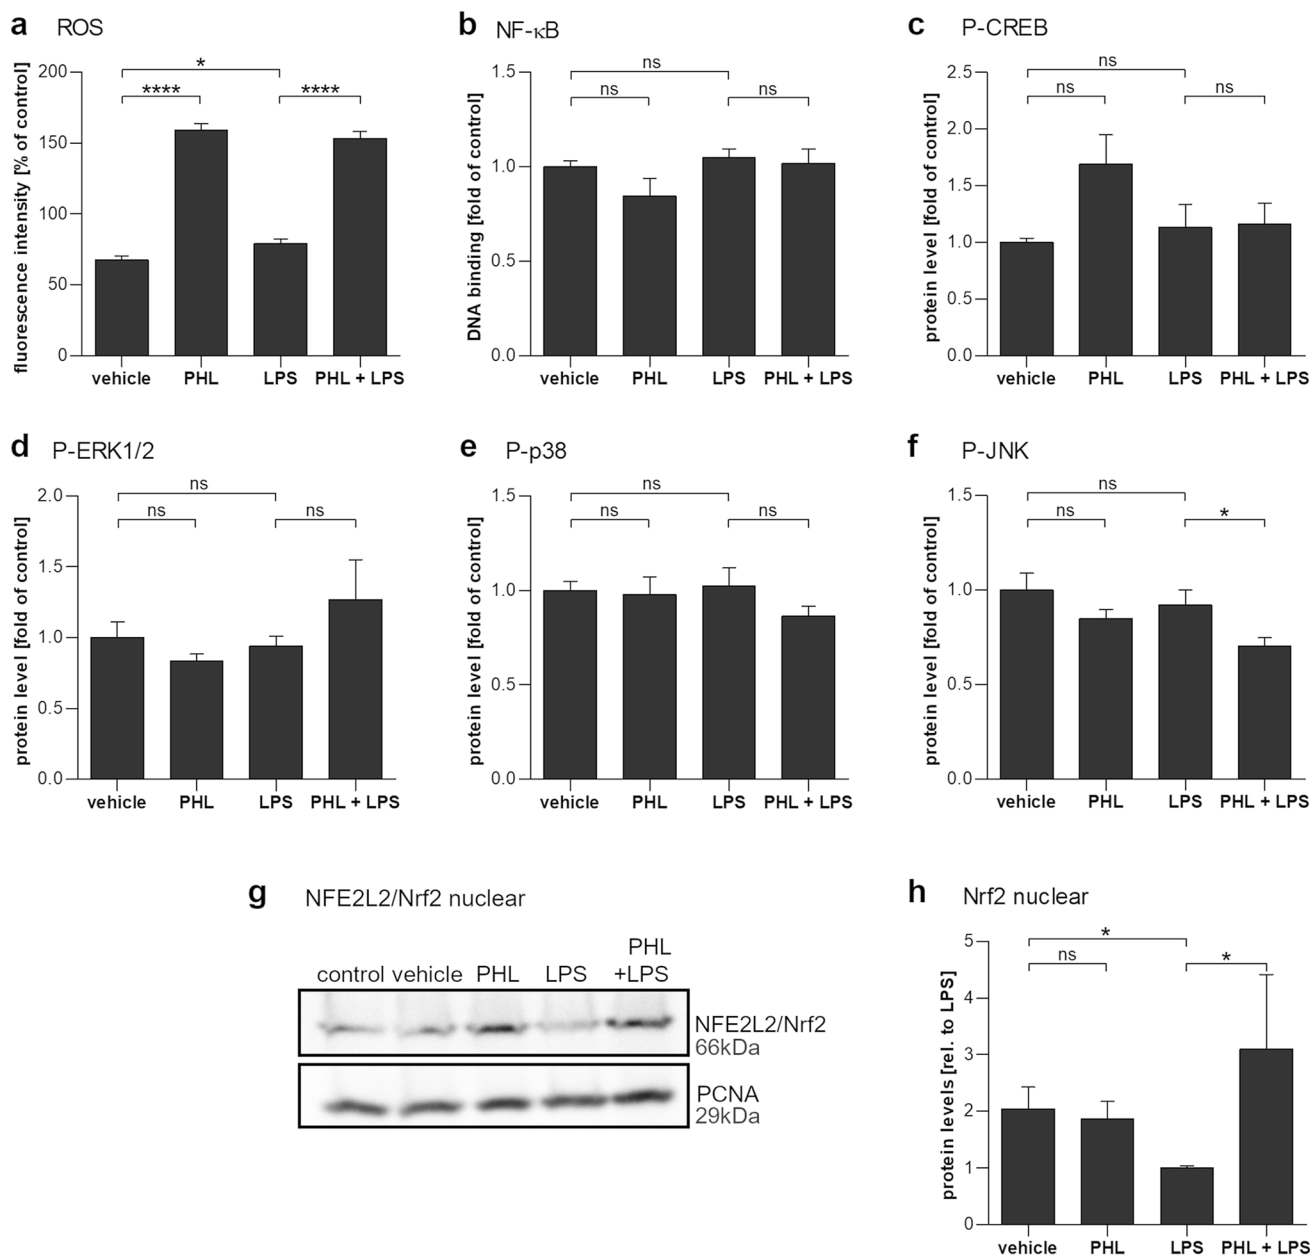 a ROS
fluorescence intensity [% of control]
200
150
100
50
0
*
**** ****
vehicle PHL LPS PHL + LPS
b NF-κB
DNA binding [fold of control]
1.5
1.0
0.5
0.0
ns
ns ns
vehicle PHL LPS PHL + LPS
c P-CREB
protein level [fold of control]
2.5
2.0
1.5
1.0
0.5
0.0
ns
ns ns
vehicle PHL LPS PHL + LPS
d P-ERK1/2
protein level [fold of control]
2.0
1.5
1.0
0.5
0.0
ns
ns ns
vehicle PHL LPS PHL + LPS
e P-p38
protein level [fold of control]
1.5
1.0
0.5
0.0
ns
ns ns
vehicle PHL LPS PHL + LPS
f P-JNK
protein level [fold of control]
1.5
1.0
0.5
0.0
ns
ns *
vehicle PHL LPS PHL + LPS
g NFE2L2/Nrf2 nuclear
PHL
control vehicle PHL LPS +LPS
NFE2L2/Nrf2
66kDa
PCNA
29kDa
h Nrf2 nuclear
protein levels [rel. to LPS]
5
4
3
2
1
0
*
ns *
vehicle PHL LPS PHL + LPS